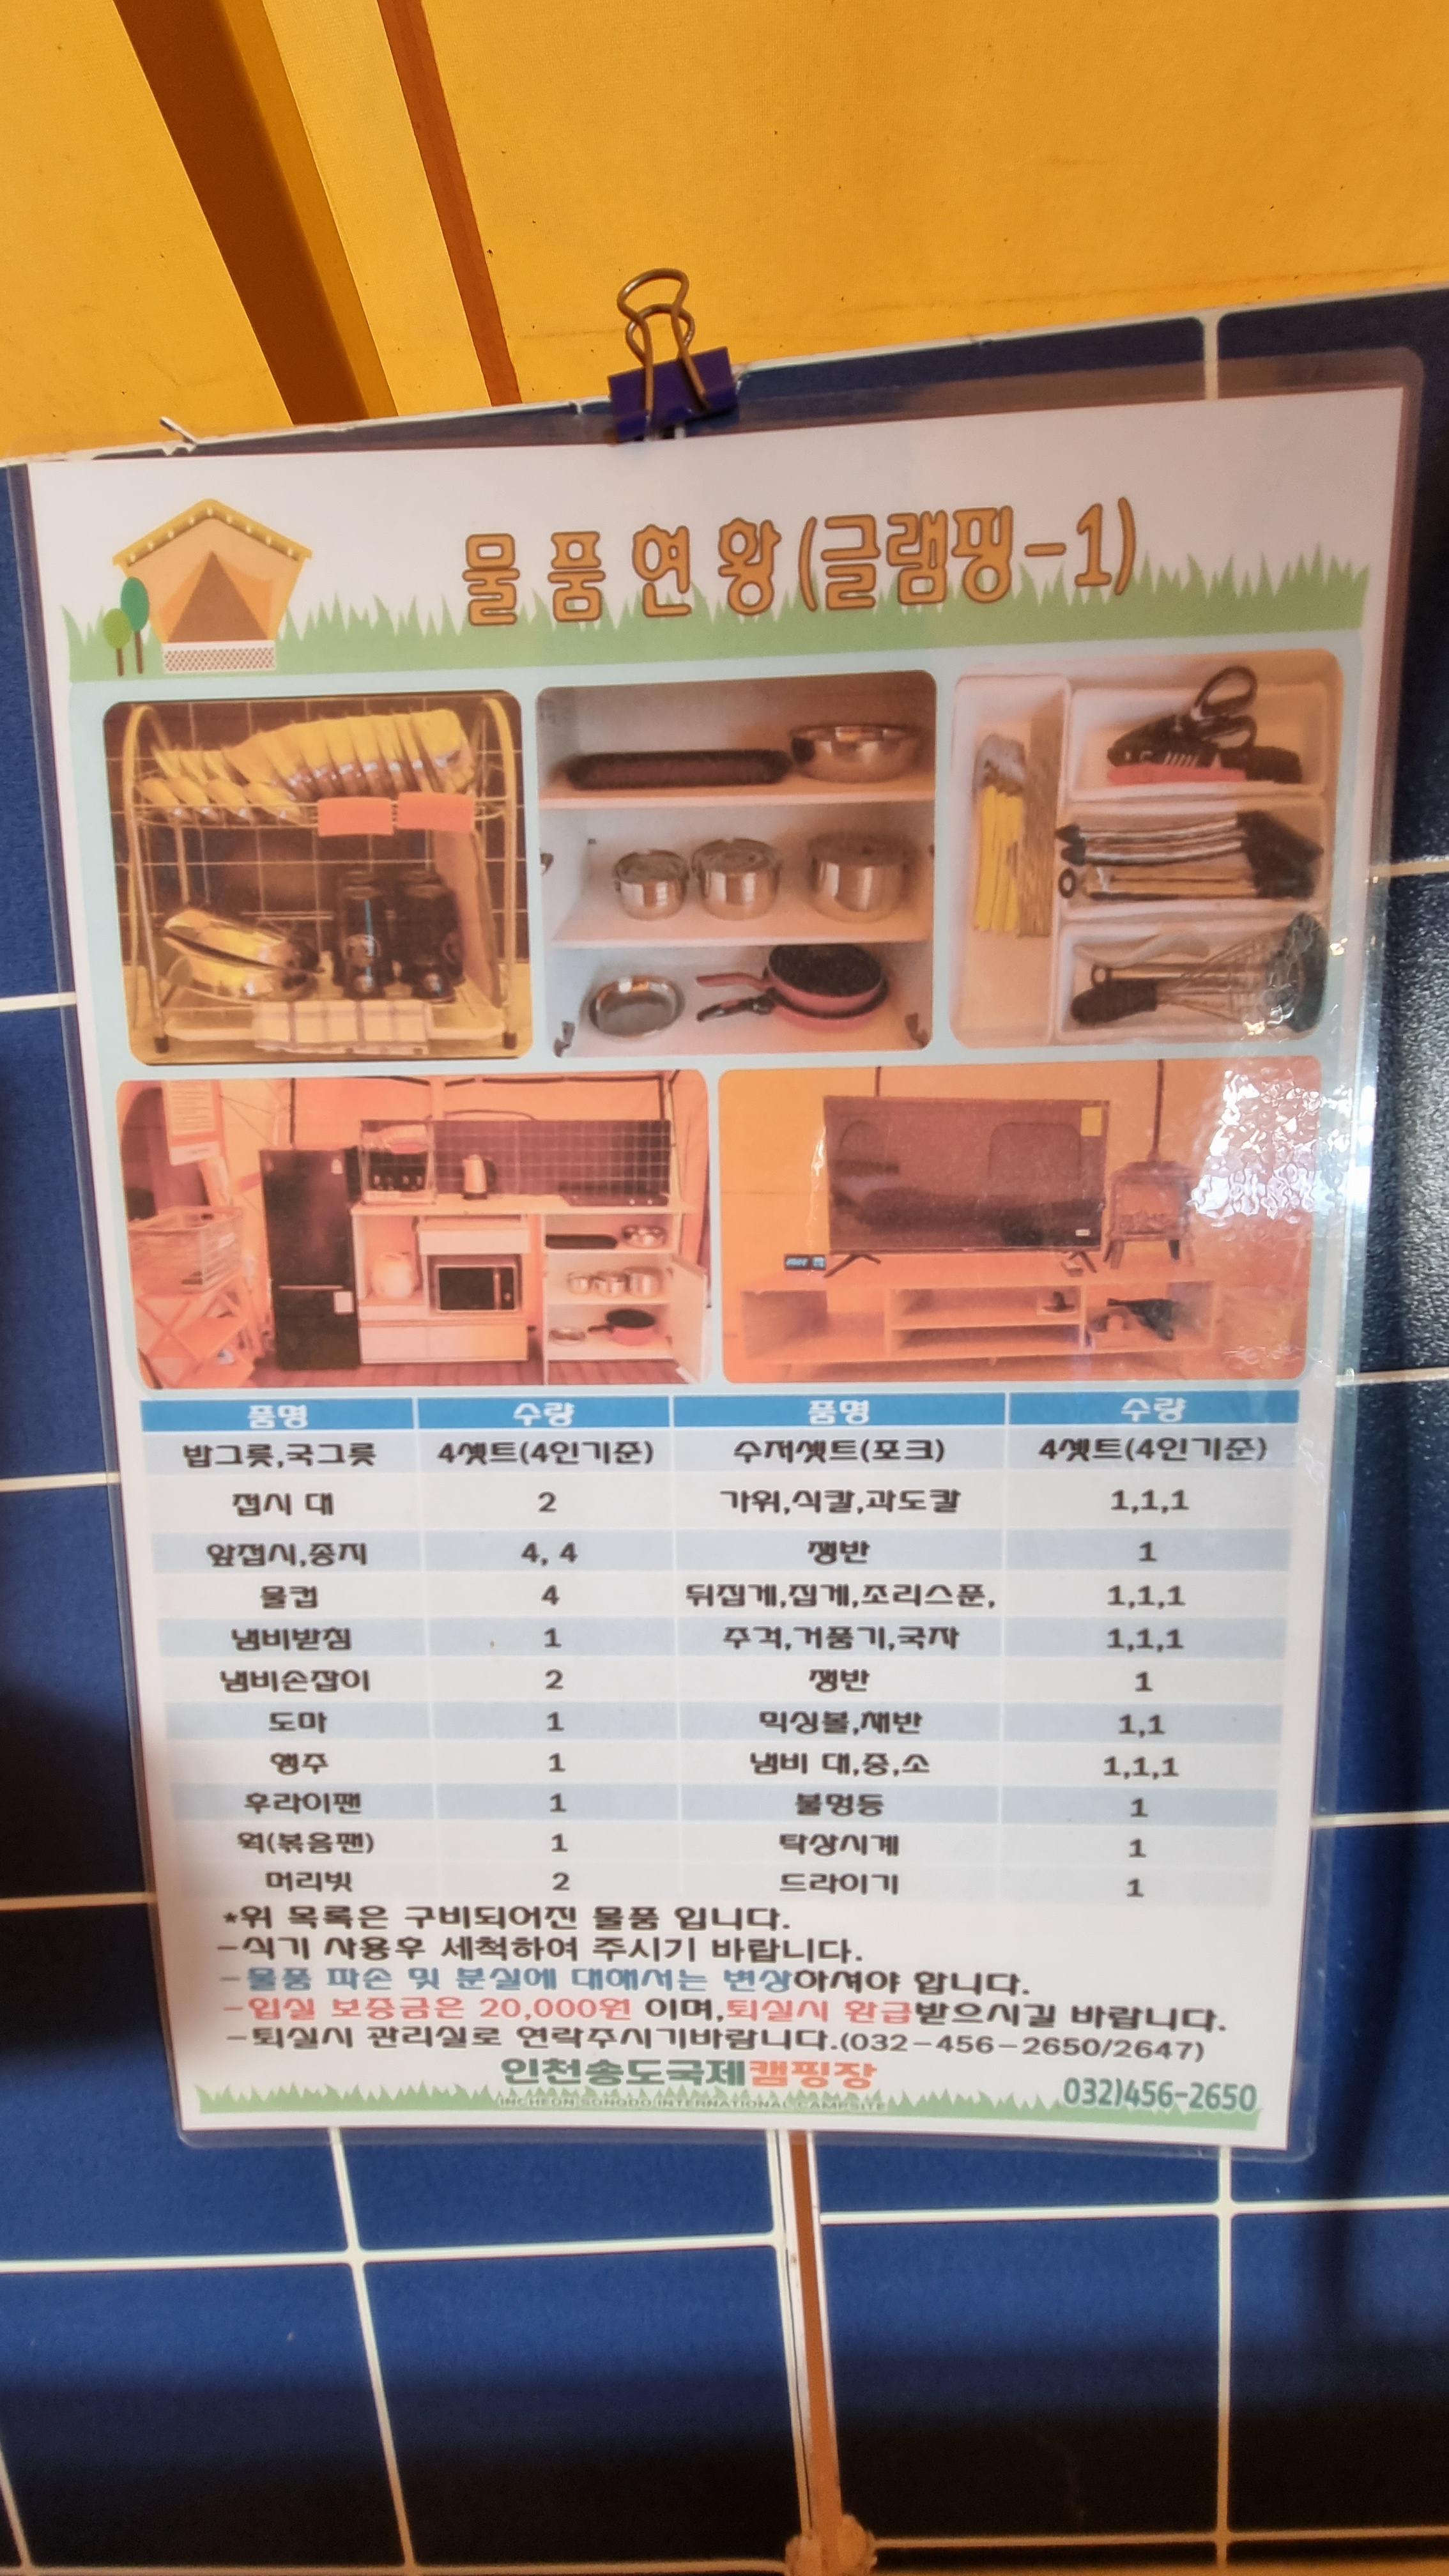 물품현황(글램핑-1)
품명 수량 품명 수량
밥그릇,국그릇 4셋트(4인기준) 수저셋트(포크) 4셋트(4인기준)
접시 대 2 가위,식칼,과도칼 1,1,1
앞접시,종지 4, 4 쟁반 1
물컵 4 뒤집게,집게,조리스푼, 1,1,1
냄비받침 1 주걱,거품기,국자 1,1,1
냄비손잡이 2 쟁반 1
도마 1 믹싱볼,채반 1,1
행주 1 냄비 대,중,소 1,1,1
후라이팬 1 불멍등 1
웍(볶음팬) 1 탁상시계 1
머리빗 2 드라이기 1
*위 목록은 구비되어진 물품 입니다.
-식기 사용후 세척하여 주시기 바랍니다.
-물품 파손 및 분실에 대해서는 변상하셔야 합니다.
-입실 보증금은 20,000원 이며,퇴실시 환급받으시길 바랍니다.
-퇴실시 관리실로 연락주시기바랍니다.(032-456-2650/2647)
인천송도국제캠핑장
INCHEON SONGDO INTERNATIONAL CAMPSITE
032)456-2650